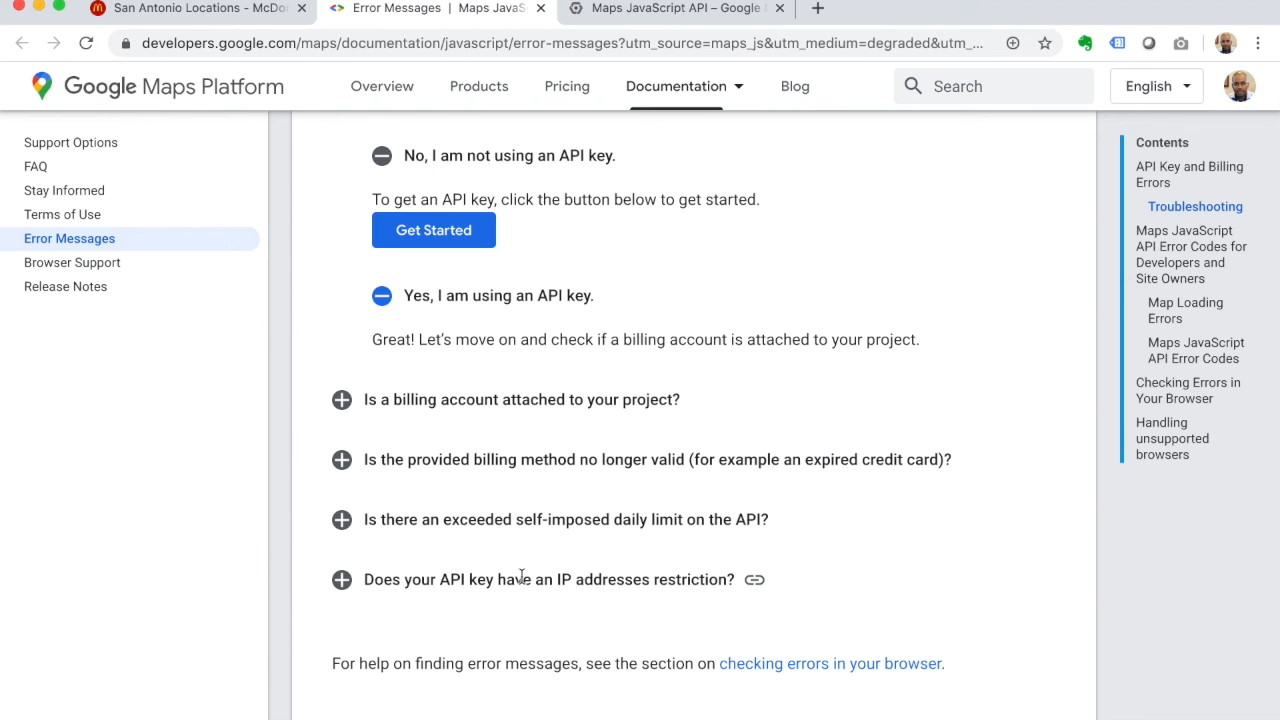 San Antonio Locations - McDo
Error Messages | Maps JavaS
Maps JavaScript API – Google
developers.google.com/maps/documentation/javascript/error-messages?utm_source=maps_js&utm_medium=degraded&utm_...
Google Maps Platform
Overview
Products
Pricing
Documentation
Blog
Search
English
Support Options
FAQ
Stay Informed
Terms of Use
Error Messages
Browser Support
Release Notes
No, I am not using an API key.
To get an API key, click the button below to get started.
Get Started
Yes, I am using an API key.
Great! Let's move on and check if a billing account is attached to your project.
Is a billing account attached to your project?
Is the provided billing method no longer valid (for example an expired credit card)?
Is there an exceeded self-imposed daily limit on the API?
Does your API key have an IP addresses restriction?
For help on finding error messages, see the section on checking errors in your browser.
Contents
API Key and Billing
Errors
Troubleshooting
Maps JavaScript
API Error Codes for
Developers and
Site Owners
Map Loading
Errors
Maps JavaScript
API Error Codes
Checking Errors in
Your Browser
Handling
unsupported
browsers